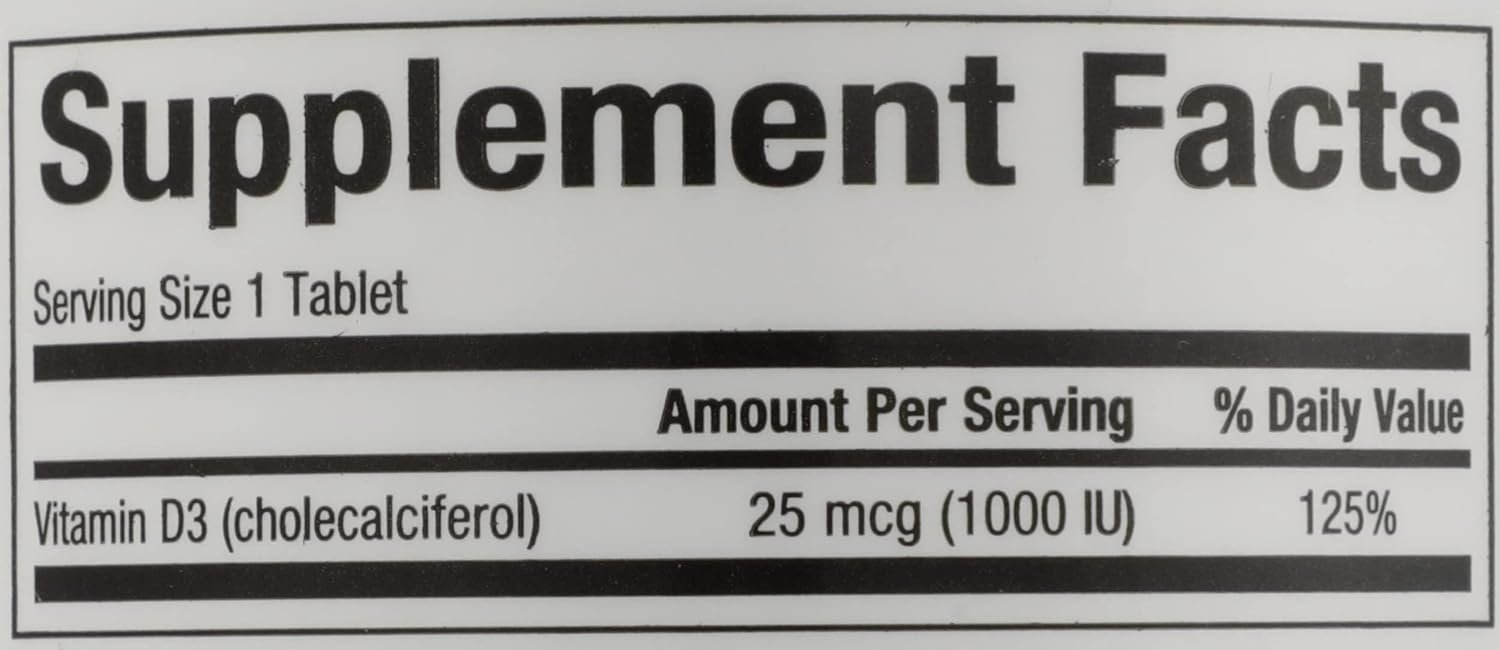 Supplement Facts
Serving Size 1 Tablet
Amount Per Serving % Daily Value
Vitamin D3 (cholecalciferol) 25 mcg (1000 IU) 125%